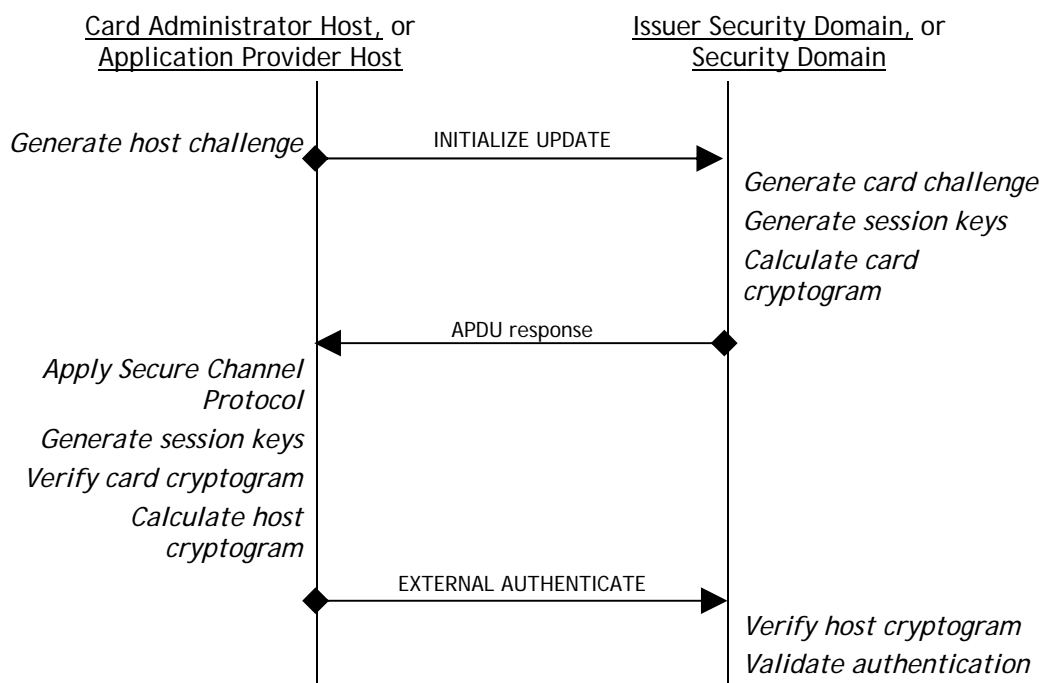 Card Administrator Host, or
Application Provider Host
Issuer Security Domain, or
Security Domain
Generate host challenge
INITIALIZE UPDATE
Generate card challenge
Generate session keys
Calculate card
cryptogram
APDU response
Apply Secure Channel
Protocol
Generate session keys
Verify card cryptogram
Calculate host
cryptogram
EXTERNAL AUTHENTICATE
Verify host cryptogram
Validate authentication